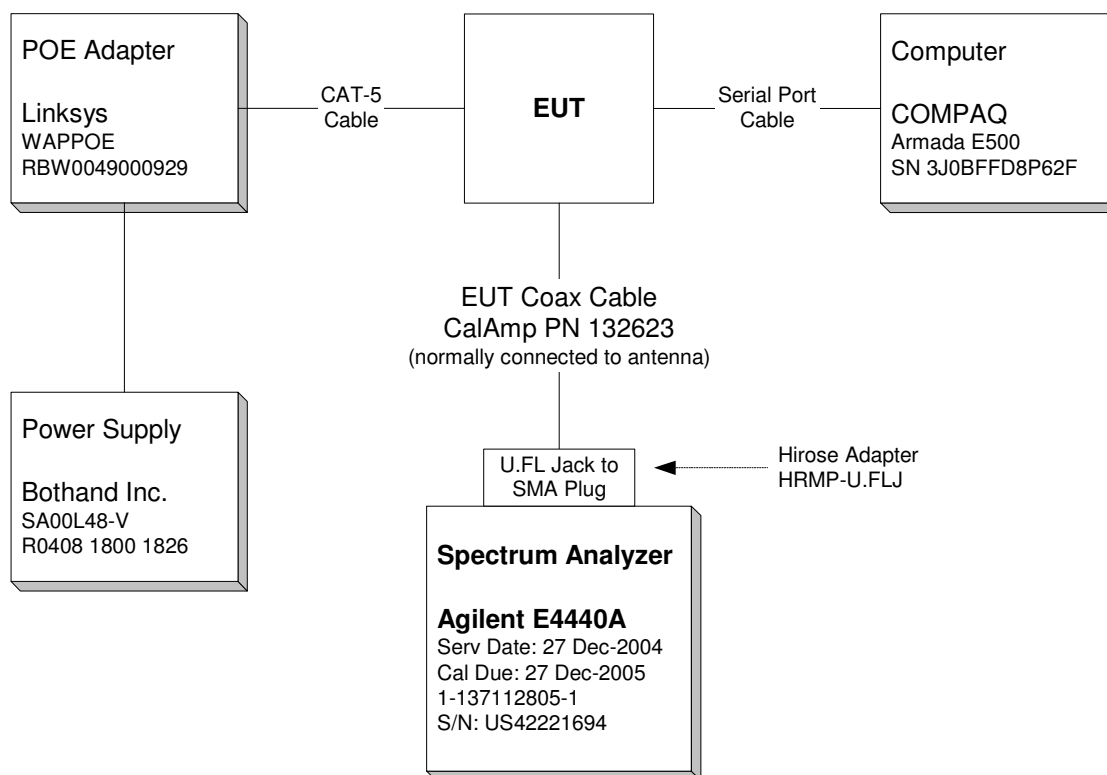 POE Adapter
Linksys
WAPPOE
RBW0049000929
CAT-5
Cable
EUT
Serial Port
Cable
Computer
COMPAQ
Armada E500
SN 3J0BFFD8P62F
EUT Coax Cable
CalAmp PN 132623
(normally connected to antenna)
Power Supply
Bothand Inc.
SA00L48-V
R0408 1800 1826
U.FL Jack to
SMA Plug
Hirose Adapter
HRMP-U.FLJ
Spectrum Analyzer
Agilent E4440A
Serv Date: 27 Dec-2004
Cal Due: 27 Dec-2005
1-137112805-1
S/N: US42221694